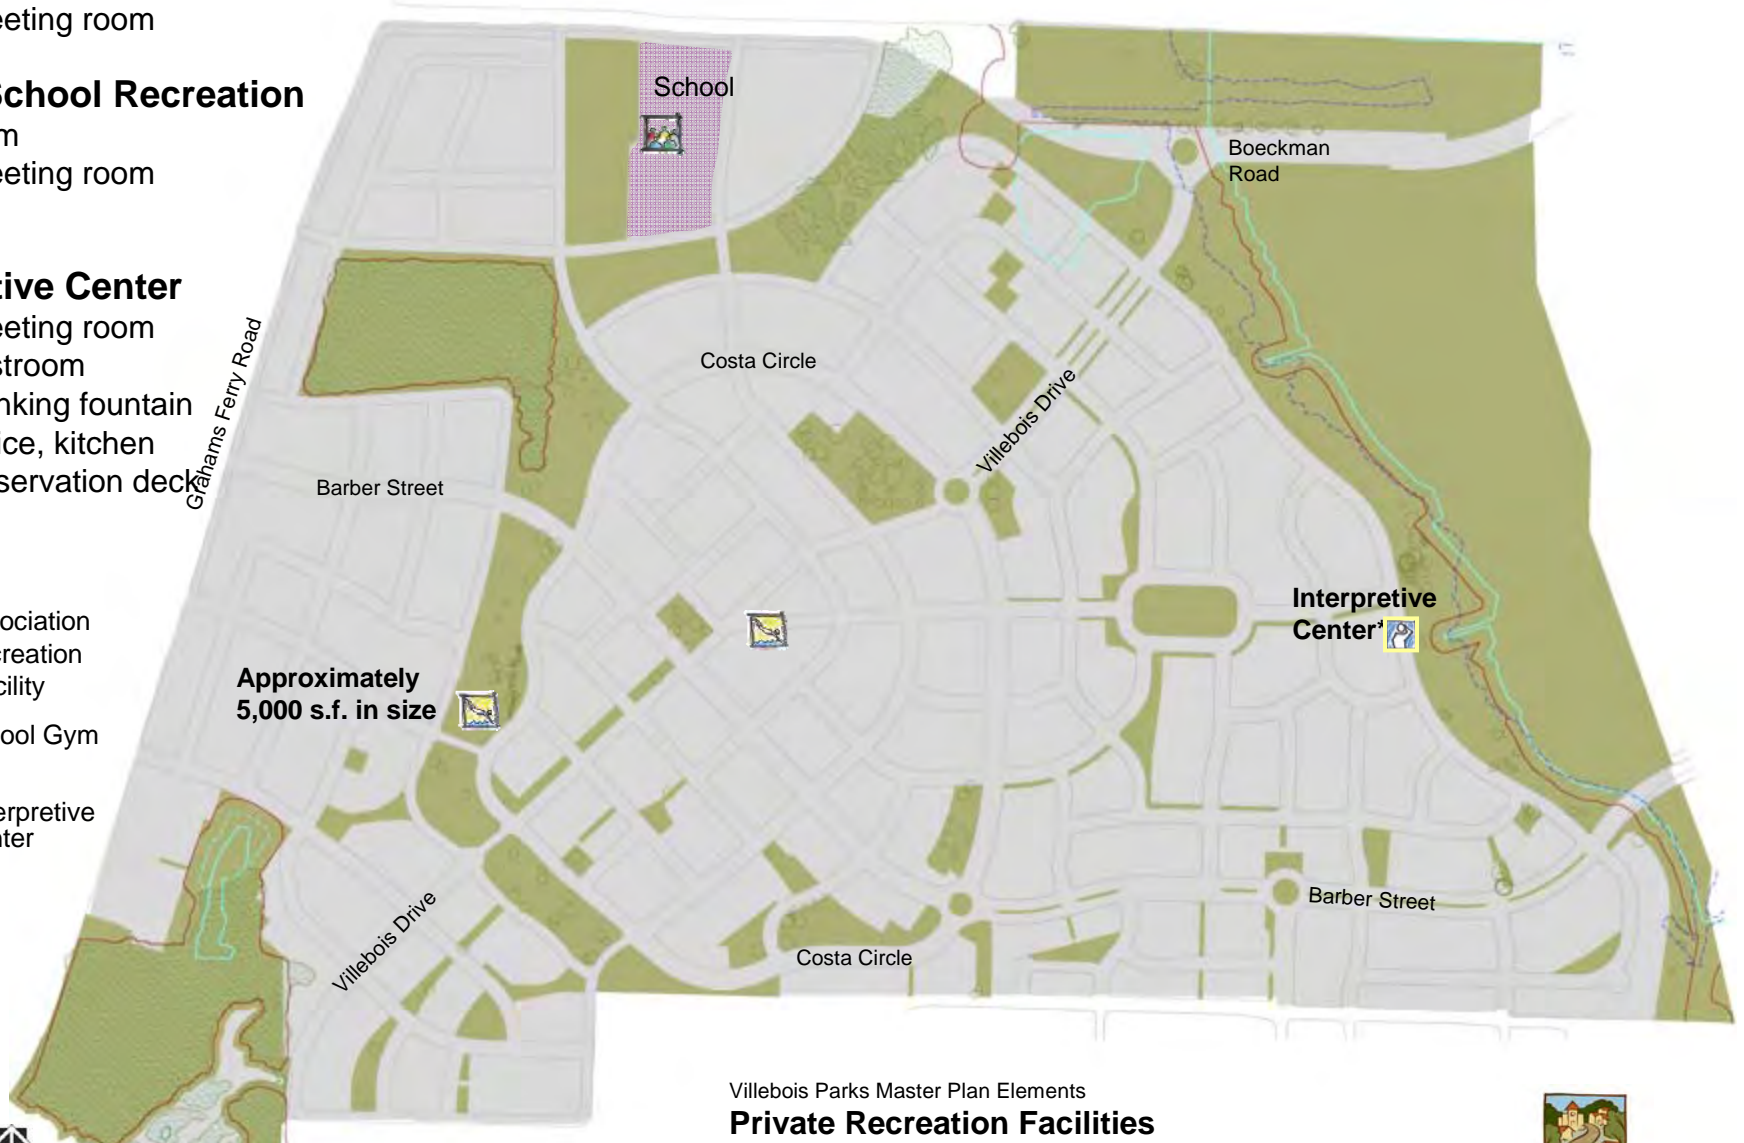 eeting room
School Recreation
m
eeting room
tive Center
eeting room
stroom
nking fountain
ice, kitchen
servation deck
ociation
creation
cility
ool Gym
erpretive
nter
Grahams Ferry Road
School
Boeckman
Road
Costa Circle
Villebois Drive
Barber Street
Interpretive
Center*
Approximately
5,000 s.f. in size
Villebois Drive
Barber Street
Costa Circle
Villebois Parks Master Plan Elements
Private Recreation Facilities